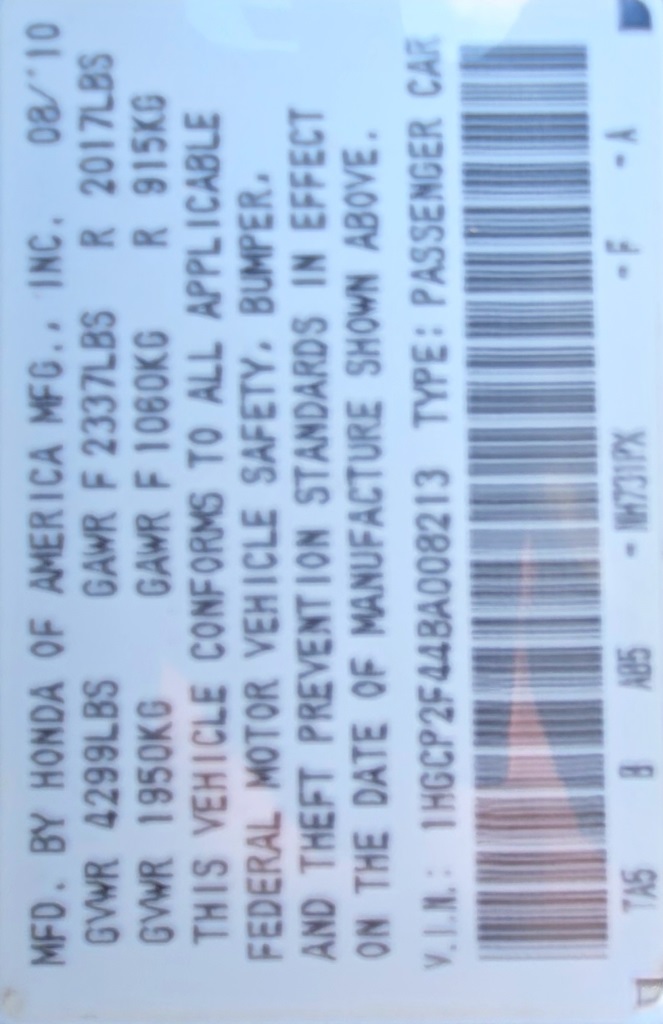 MFD. BY HONDA OF AMERICA MFG., INC. 08/'10
GVWR 4299LBS GAWR F 2337LBS R 2017LBS
GVWR 1950KG GAWR F 1060KG R 915KG
THIS VEHICLE CONFORMS TO ALL APPLICABLE
FEDERAL MOTOR VEHICLE SAFETY, BUMPER,
AND THEFT PREVENTION STANDARDS IN EFFECT
ON THE DATE OF MANUFACTURE SHOWN ABOVE.
V.I.N.: 1HGCP2F44BA008213 TYPE: PASSENGER CAR
TA5 B A05 - NH731PX - F - A